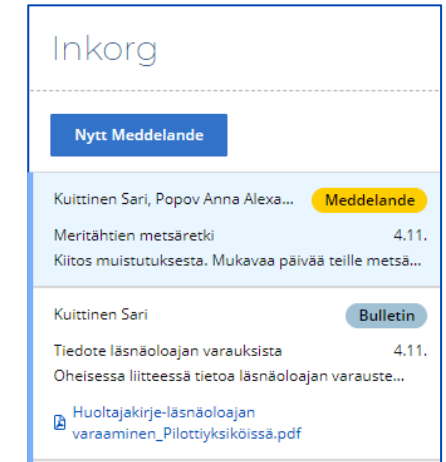 Inkorg
Nytt Meddelande
Kuittinen Sari, Popov Anna Alexa... Meddelande
Meritähtien metsäretki 4.11.
Kiitos muistutuksesta. Mukavaa päivää teille metsä...
Kuittinen Sari Bulletin
Tiedote läsnäoloajan varauksista 4.11.
Oheisessa liitteessä tietoa läsnäoloajan varauste...
Huoltajakirje-läsnäoloajan
varaaminen_Pilottiyksiköissä.pdf